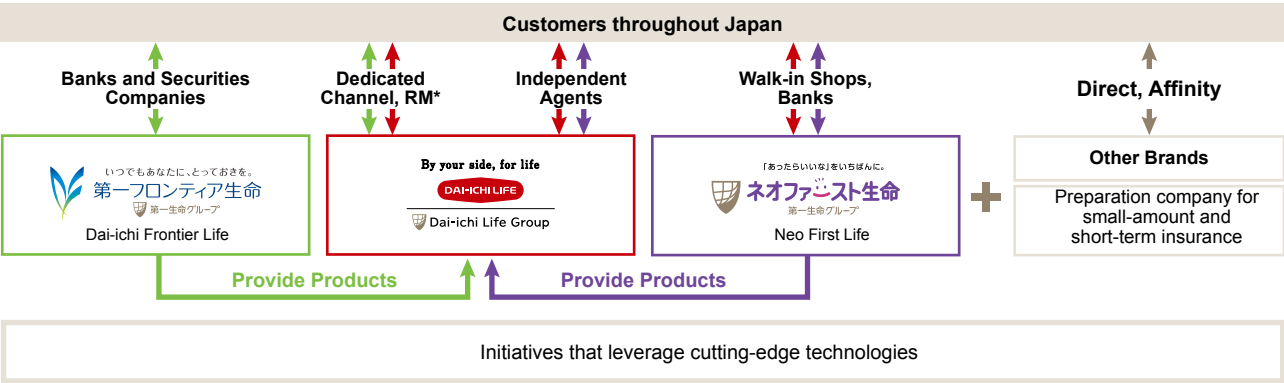 Customers throughout Japan
Banks and Securities
Companies
Dedicated
Channel, RM*
Independent
Agents
Walk-in Shops,
Banks
Direct, Affinity
いつでもあなたに、とっておきを。
第一フロンティア生命
第一生命グループ
Dai-ichi Frontier Life
By your side, for life
DAI-ICHI LIFE
Dai-ichi Life Group
「あったらいいな」をいちばんに。
ネオファースト生命
第一生命グループ
Neo First Life
Other Brands
Preparation company for
small-amount and
short-term insurance
Provide Products
Provide Products
Initiatives that leverage cutting-edge technologies